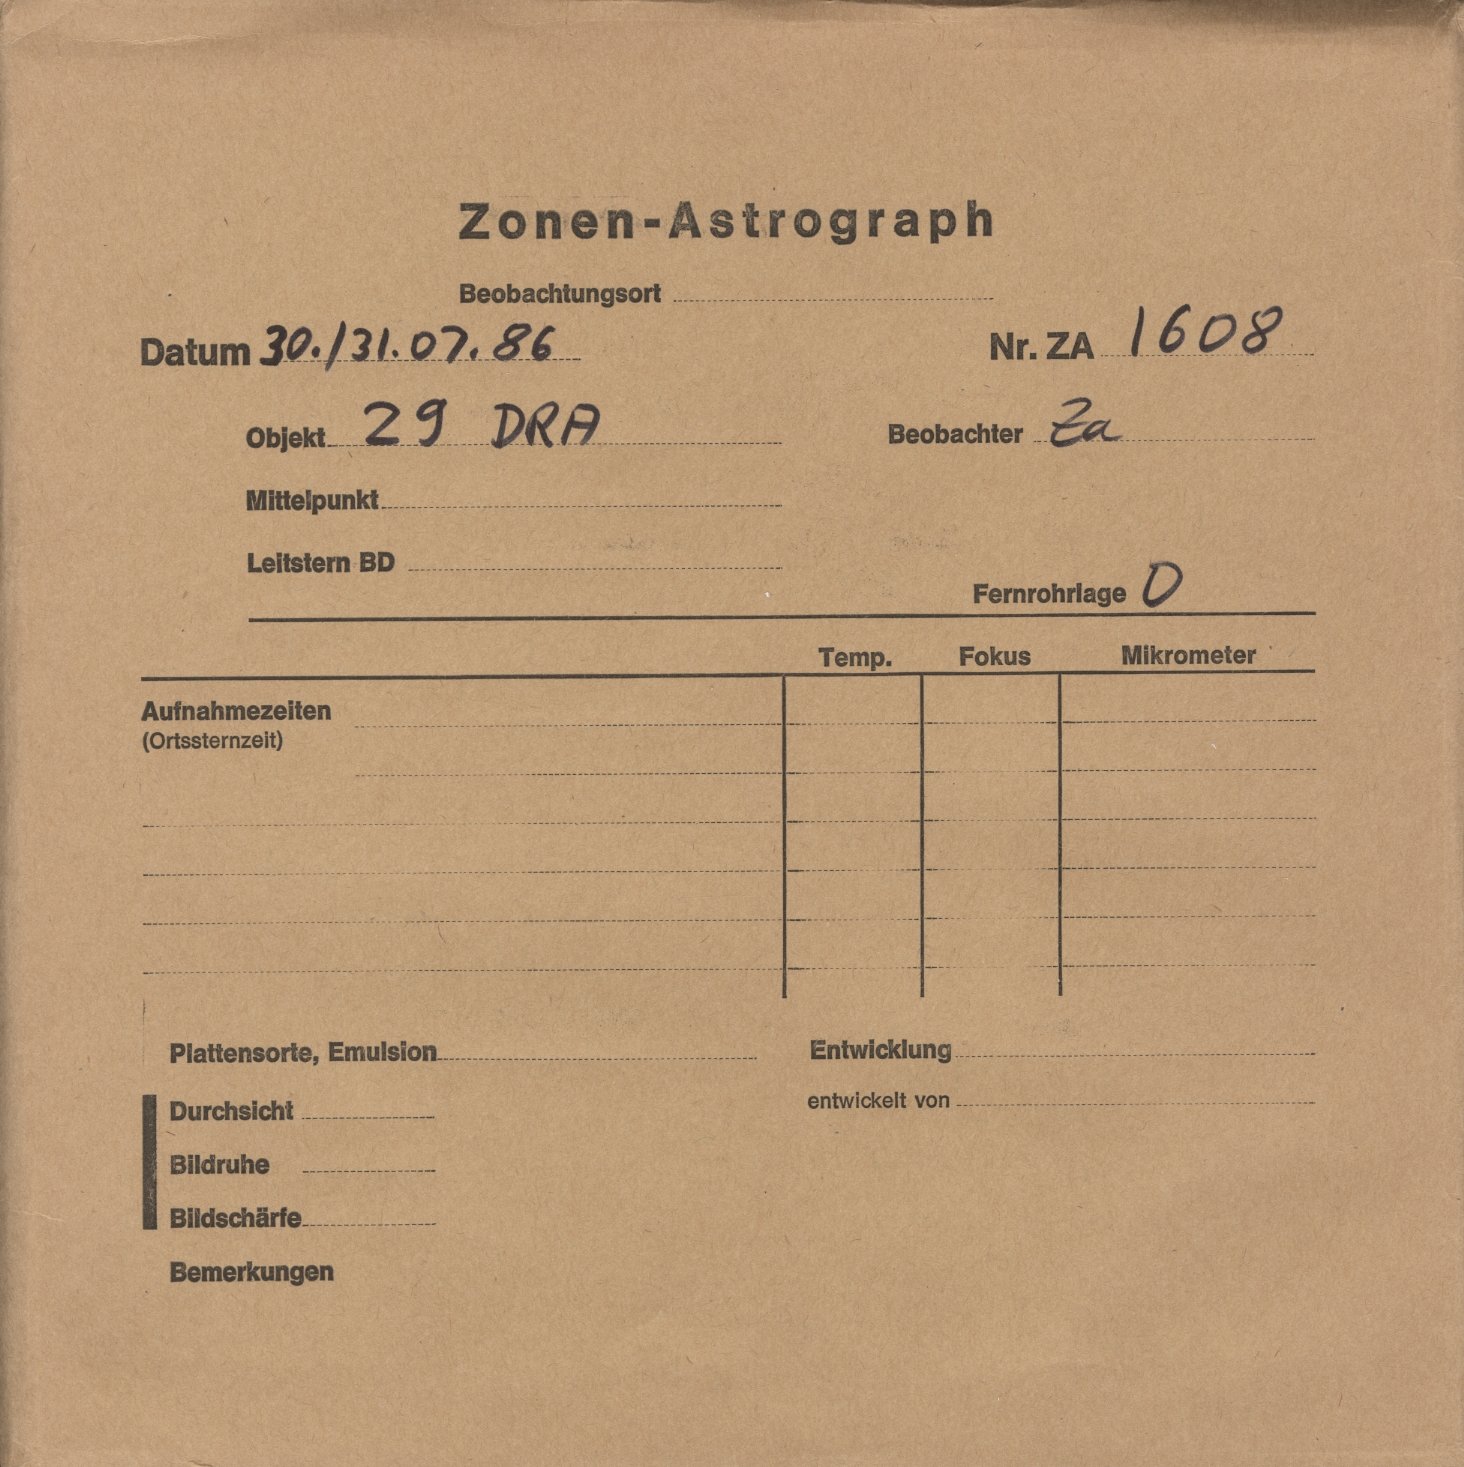 Zonen-Astrograph
Beobachtungsort
Datum 30./31.07.86 Nr. ZA 1608
Objekt 29 DRA Beobachter Za
Mittelpunkt
Leitstern BD
Fernrohrlage O
Temp. Fokus Mikrometer
Aufnahmezeiten
(Ortssternzeit)
Plattensorte, Emulsion Entwicklung
Durchsicht entwickelt von
Bildruhe
Bildschärfe
Bemerkungen